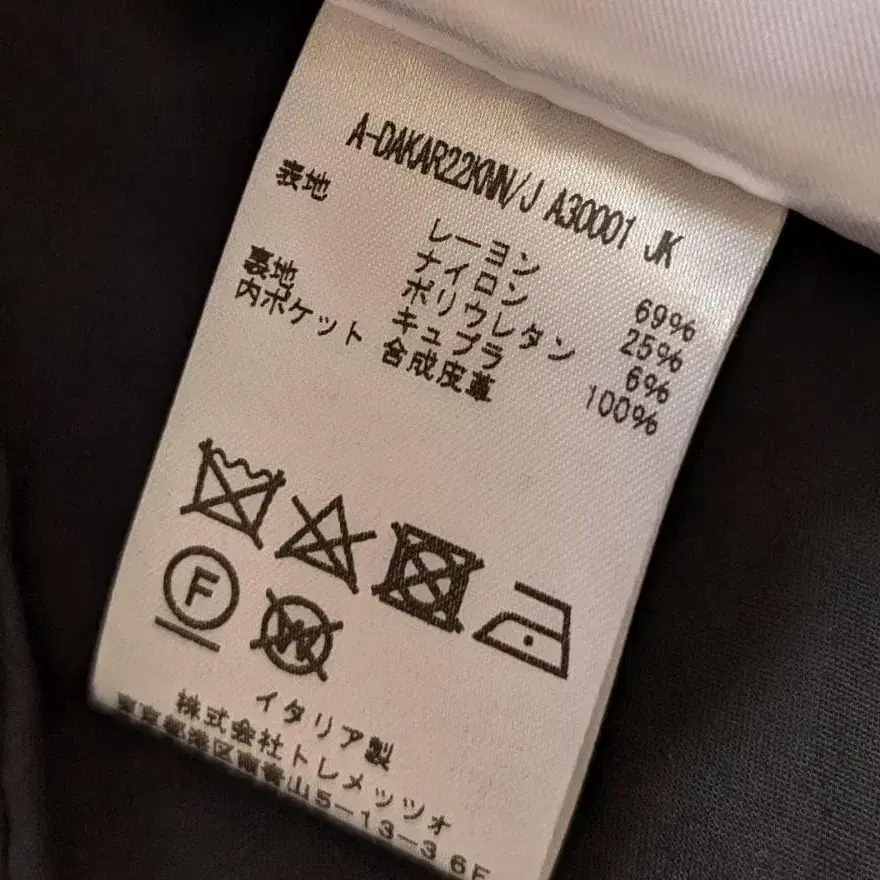 A-DAKAR22KNN/J A30001 JK
表地 レーヨン 69%
ナイロン 25%
ポリウレタン 6%
裏地 キュプラ 100%
内ポケット 合成皮革
F W
イタリア製
株式会社トレメッツォ
東京都港区南青山5-13-3 6F